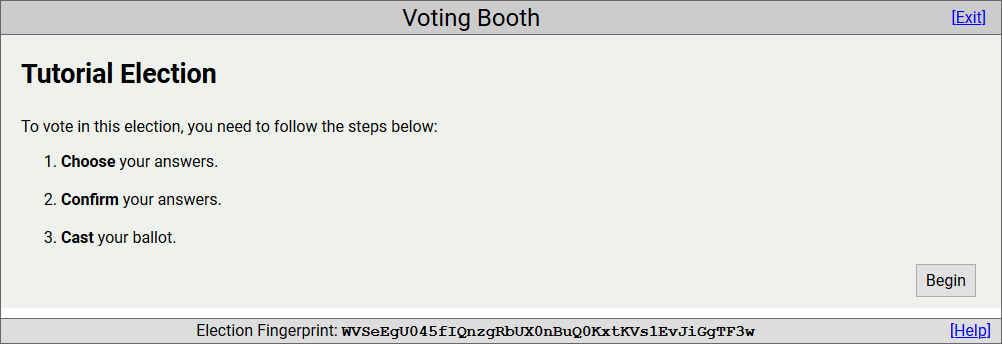 Voting Booth [Exit]
Tutorial Election
To vote in this election, you need to follow the steps below:
1. Choose your answers.
2. Confirm your answers.
3. Cast your ballot.
Begin
Election Fingerprint: WVSeEgU045fIQnzgRbUX0nBuQ0KxtKVs1EvJiGgTF3w [Help]